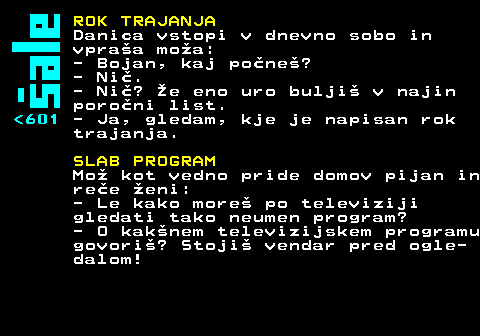 šale
<601
ROK TRAJANJA
Danica vstopi v dnevno sobo in
vpraša moža:
- Bojan, kaj počneš?
- Nič.
- Nič? Že eno uro buljiš v najin
poročni list.
- Ja, gledam, kje je napisan rok
trajanja.
SLAB PROGRAM
Mož kot vedno pride domov pijan in
reče ženi:
- Le kako moreš po televiziji
gledati tako neumen program?
- O kakšnem televizijskem programu
govoriš? Stojiš vendar pred ogle-
dalom!